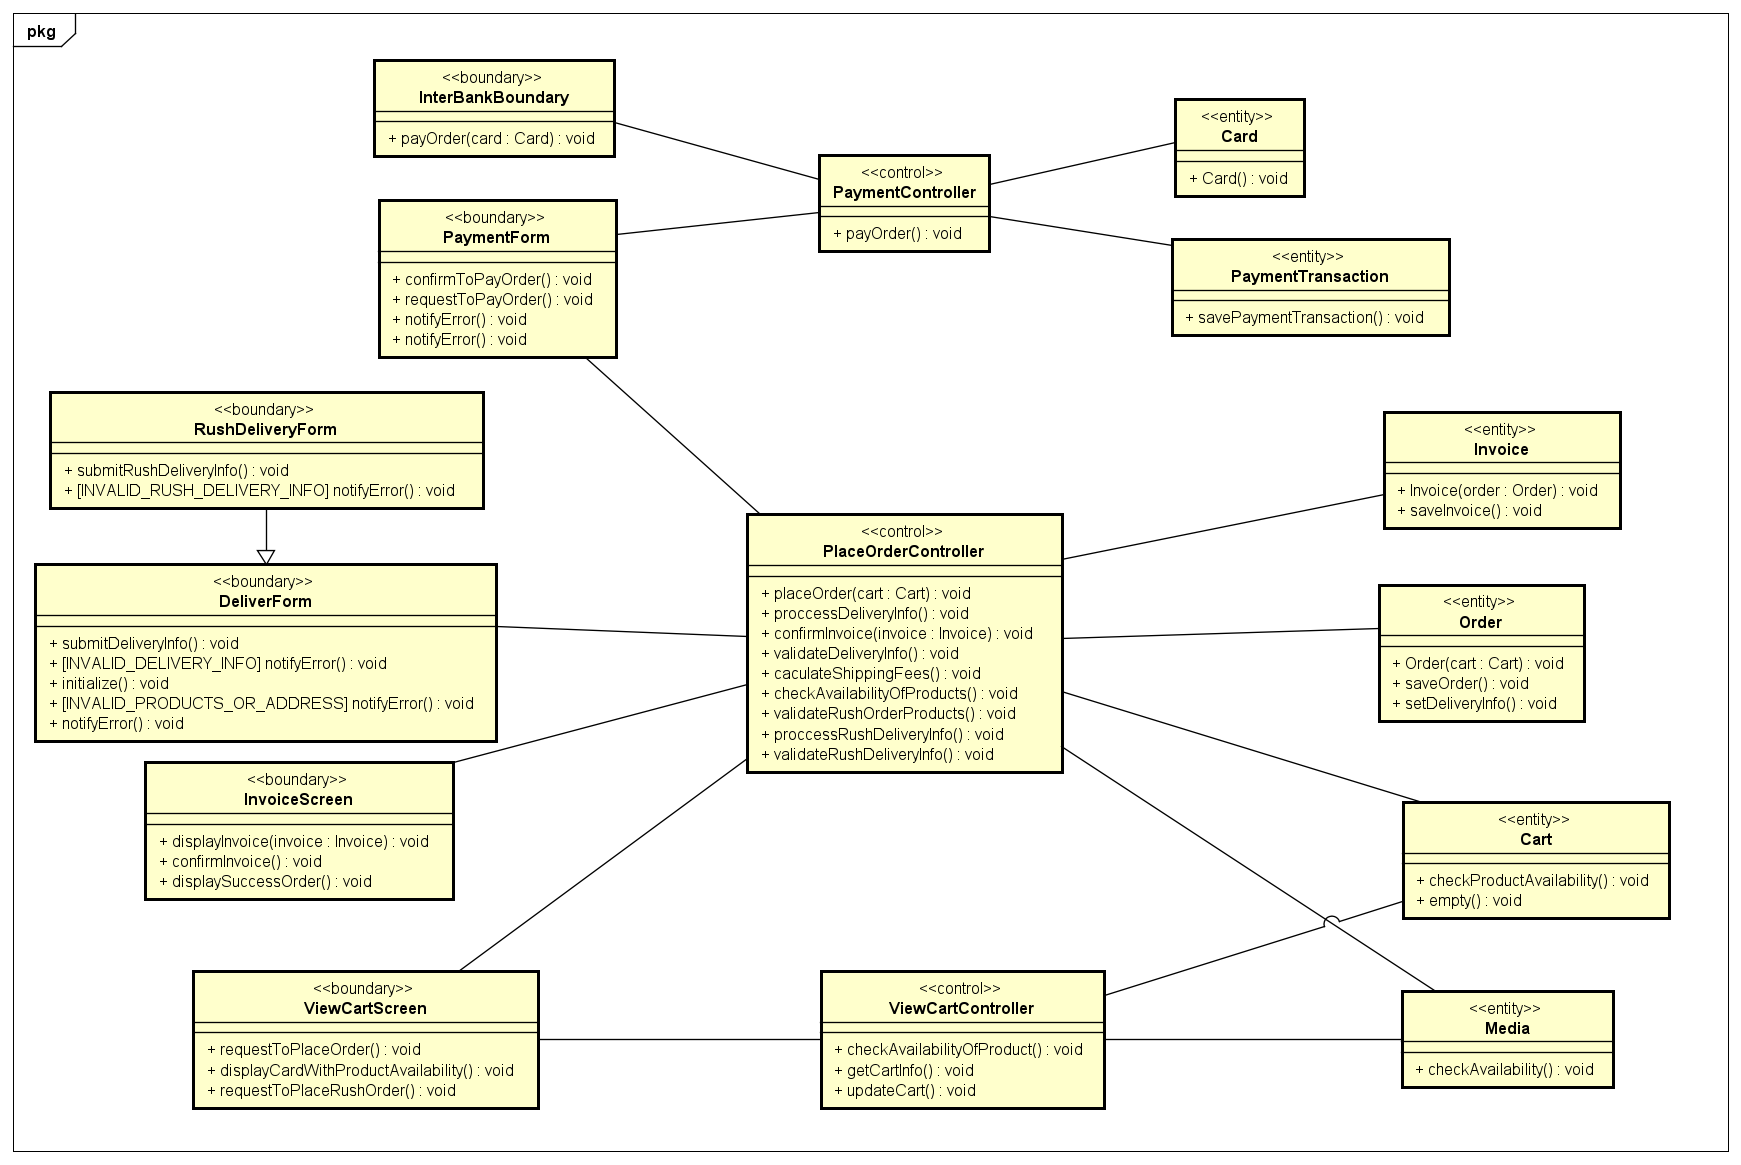 pkg
<<boundary>>
InterBankBoundary
+ payOrder(card : Card) : void
<<entity>>
Card
+ Card() : void
<<control>>
PaymentController
+ payOrder() : void
<<boundary>>
PaymentForm
+ confirmToPayOrder() : void
+ requestToPayOrder() : void
+ notifyError() : void
+ notifyError() : void
<<entity>>
PaymentTransaction
+ savePaymentTransaction() : void
<<boundary>>
RushDeliveryForm
+ submitRushDeliveryInfo() : void
+ [INVALID_RUSH_DELIVERY_INFO] notifyError() : void
<<entity>>
Invoice
+ Invoice(order : Order) : void
+ saveInvoice() : void
<<control>>
PlaceOrderController
+ placeOrder(cart : Cart) : void
+ proccessDeliveryInfo() : void
+ confirmInvoice(invoice : Invoice) : void
+ validateDeliveryInfo() : void
+ caculateShippingFees() : void
+ checkAvailabilityOfProducts() : void
+ validateRushOrderProducts() : void
+ proccessRushDeliveryInfo() : void
+ validateRushDeliveryInfo() : void
<<boundary>>
DeliverForm
+ submitDeliveryInfo() : void
+ [INVALID_DELIVERY_INFO] notifyError() : void
+ initialize() : void
+ [INVALID_PRODUCTS_OR_ADDRESS] notifyError() : void
+ notifyError() : void
<<entity>>
Order
+ Order(cart : Cart) : void
+ saveOrder() : void
+ setDeliveryInfo() : void
<<boundary>>
InvoiceScreen
+ displayInvoice(invoice : Invoice) : void
+ confirmInvoice() : void
+ displaySuccessOrder() : void
<<entity>>
Cart
+ checkProductAvailability() : void
+ empty() : void
<<boundary>>
ViewCartScreen
+ requestToPlaceOrder() : void
+ displayCardWithProductAvailability() : void
+ requestToPlaceRushOrder() : void
<<control>>
ViewCartController
+ checkAvailabilityOfProduct() : void
+ getCartInfo() : void
+ updateCart() : void
<<entity>>
Media
+ checkAvailability() : void